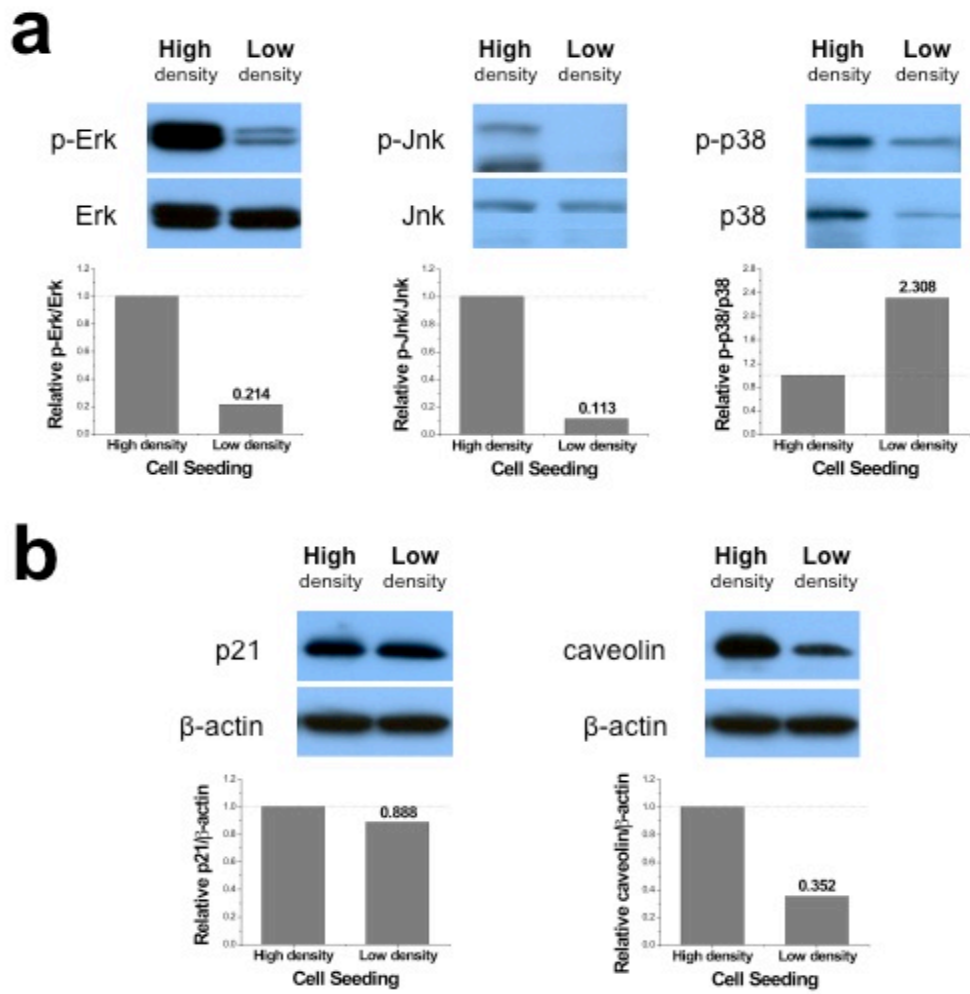 a
High Low
density density
p-Erk
Erk
1.2
1.0
0.8
0.6
0.4
0.2
0.0
Relative p-Erk/Erk
0.214
High density Low density
Cell Seeding
High Low
density density
p-Jnk
Jnk
1.2
1.0
0.8
0.6
0.4
0.2
0.0
Relative p-Jnk/Jnk
0.113
High density Low density
Cell Seeding
High Low
density density
p-p38
p38
2.8
2.4
1.8
1.2
0.6
0.0
Relative p-p38/p38
2.308
High density Low density
Cell Seeding
b
High Low
density density
p21
β-actin
1.2
1.0
0.8
0.6
0.4
0.2
0.0
Relative p21/β-actin
0.888
High density Low density
Cell Seeding
High Low
density density
caveolin
β-actin
1.2
1.0
0.8
0.6
0.4
0.2
0.0
Relative caveolin/β-actin
0.352
High density Low density
Cell Seeding